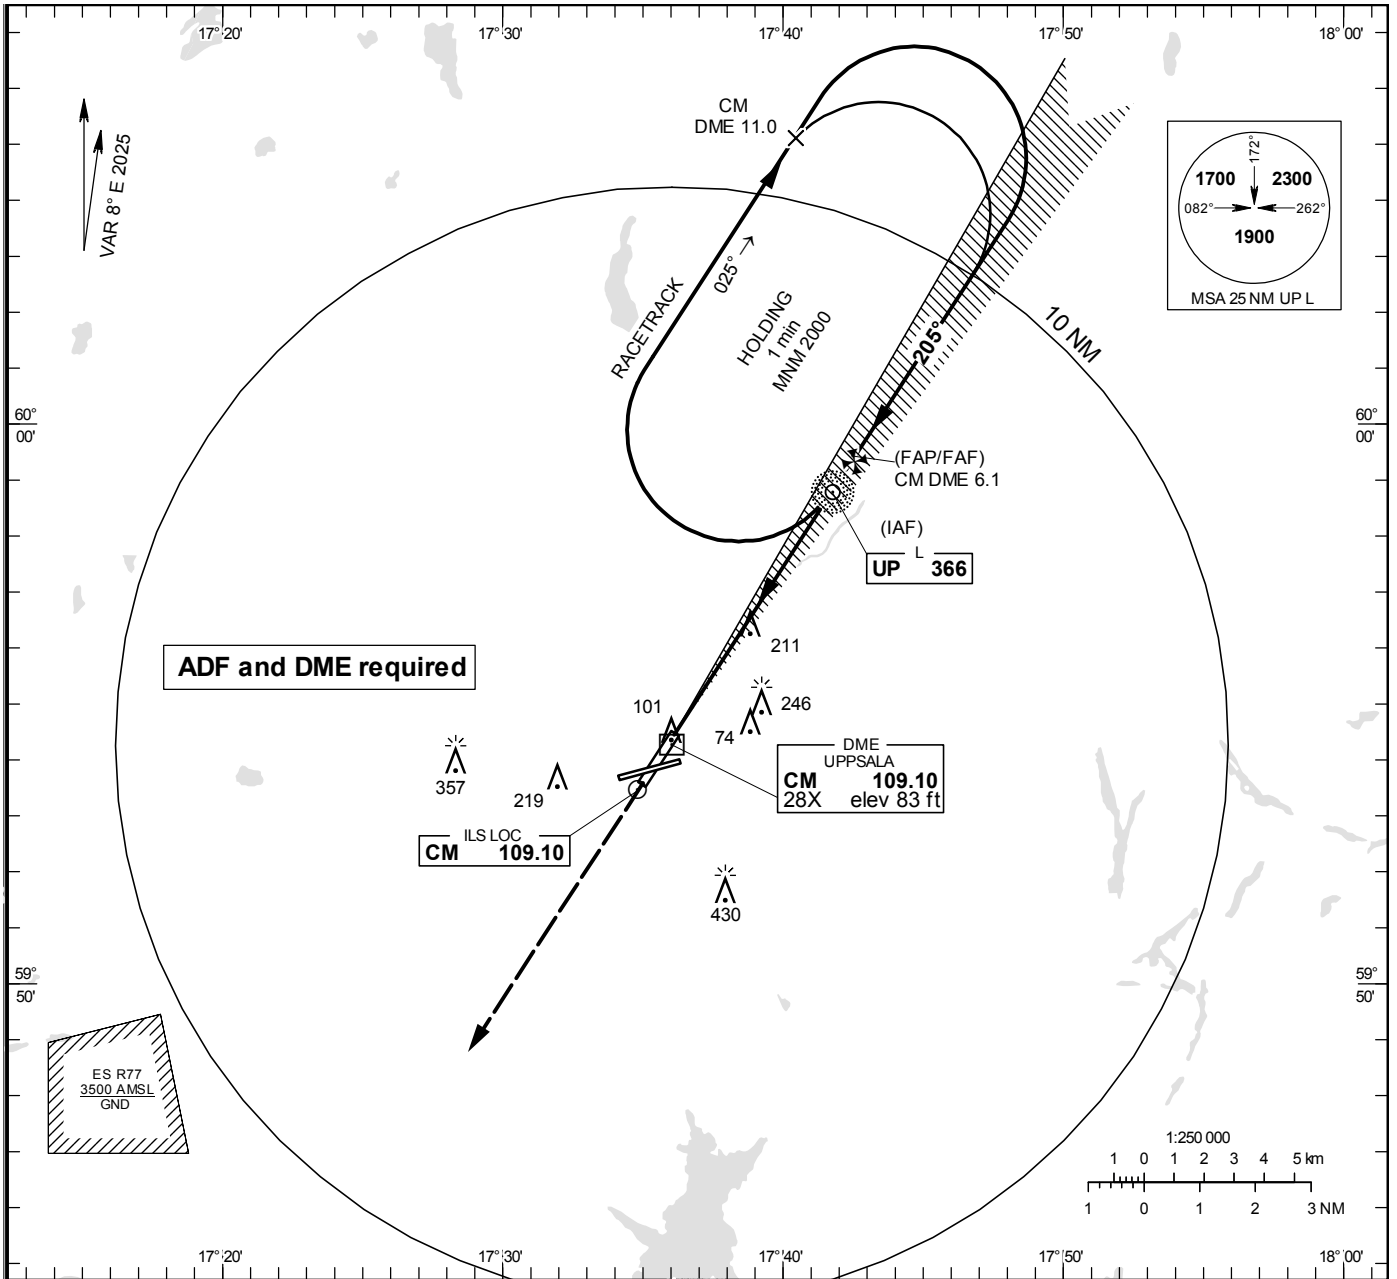 17° 20'
17° 30'
17° 40'
17° 50'
18° 00'
VAR 8° E 2025
CM
DME 11.0
172°
1700
2300
082°
262°
1900
MSA 25 NM UP L
025° →
RACETRACK
HOLDING
1 min
MNM 2000
205°
10 NM
60°
00'
60°
00'
(FAP/FAF)
CM DME 6.1
(IAF)
L
UP 366
211
ADF and DME required
101
246
74
357
219
DME
UPPSALA
CM 109.10
28X elev 83 ft
ILS LOC
CM 109.10
430
59°
50'
59°
50'
ES R77
3500 AMSL
GND
1:250 000
1 0 1 2 3 4 5 km
1 0 1 2 3 NM
17° 20'
17° 30'
17° 40'
17° 50'
18° 00'